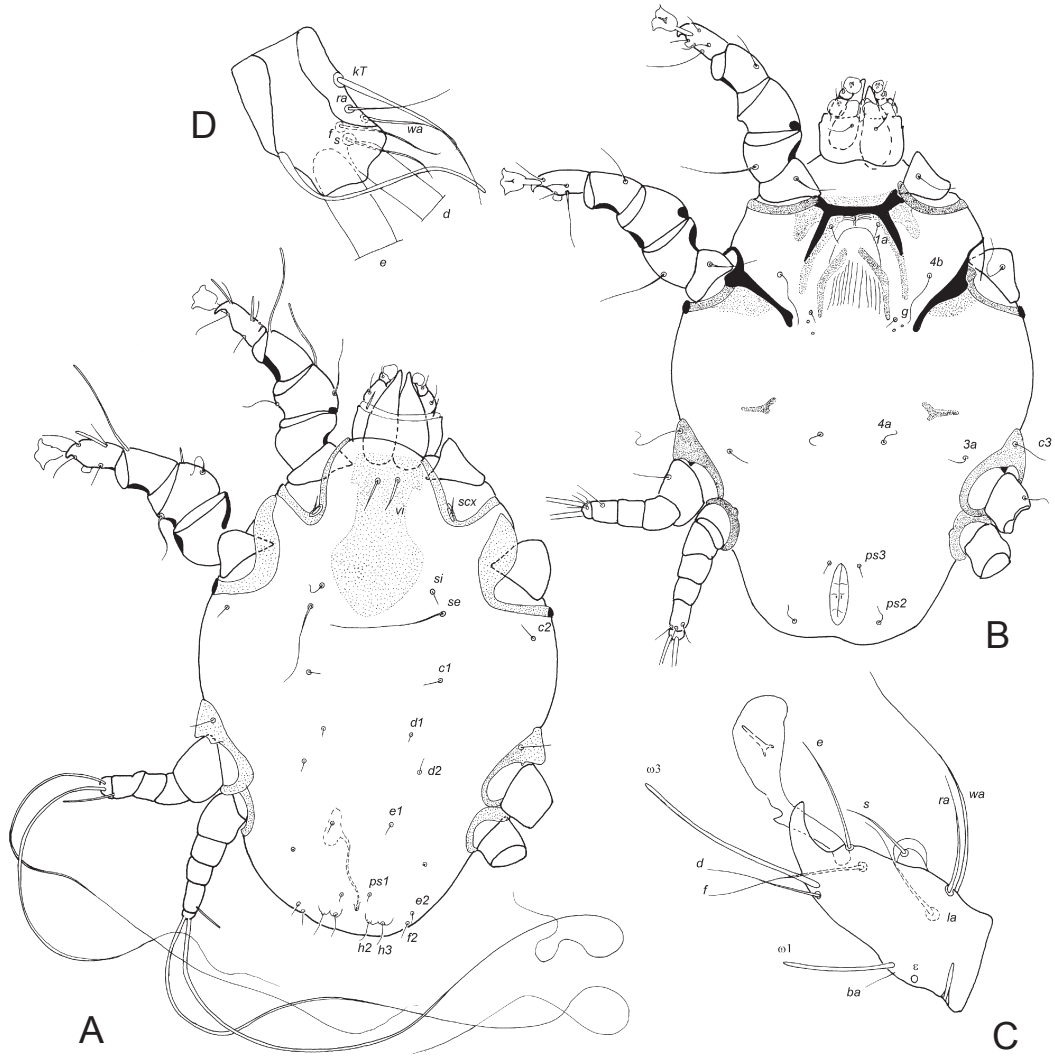 D
kT
ra
wa
f
s
d
e
1a
4b
g
4a
3a
c3
ps3
ps2
B
scx
vi
si
se
c2
c1
d1
d2
e1
ps1
e2
h2
h3
f2
A
e
ω3
s
ra
wa
d
f
la
ω1
ε
ba
C